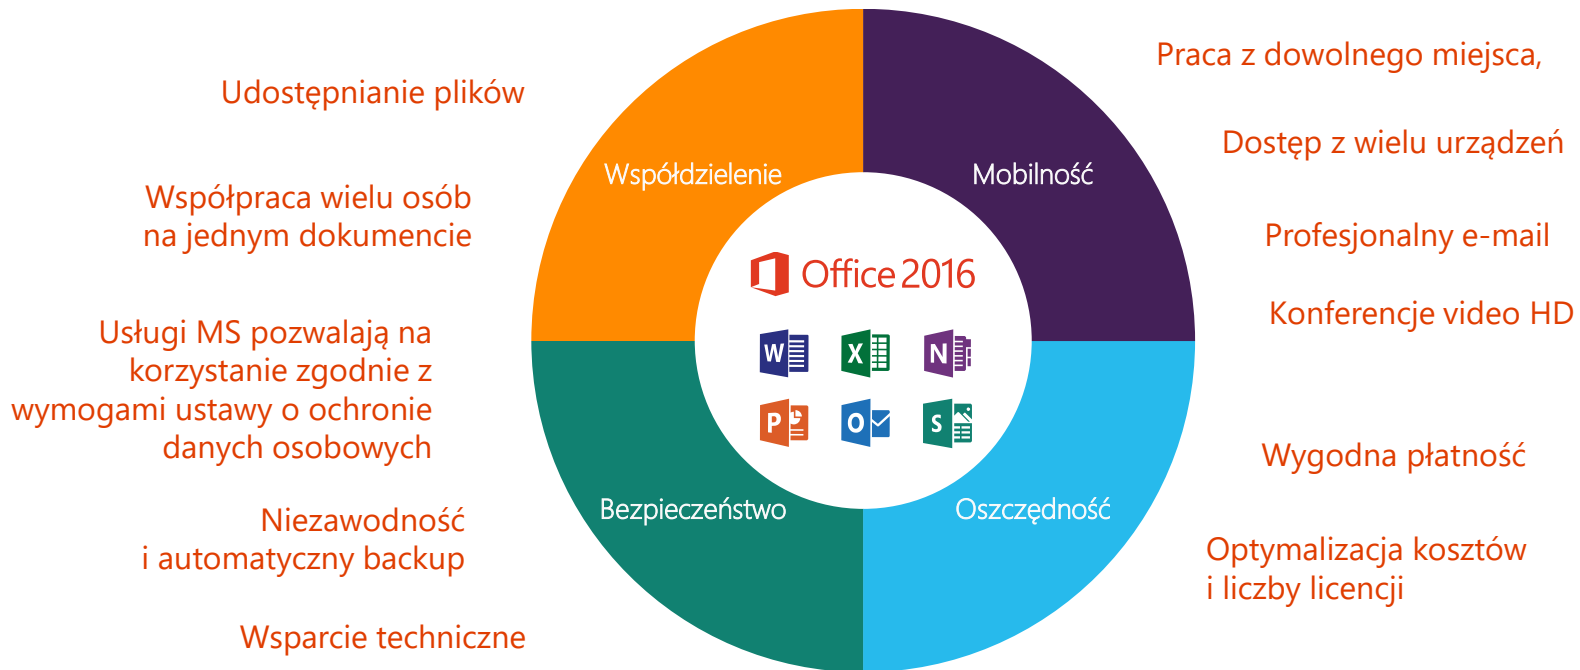 Udostępnianie plików
Współpraca wielu osób
na jednym dokumencie
Usługi MS pozwalają na
korzystanie zgodnie z
wymogami ustawy o ochronie
danych osobowych
Niezawodność
i automatyczny backup
Wsparcie techniczne
Współdzielenie
Mobilność
Office 2016
W
X
N
P
O
S
Bezpieczeństwo
Oszczędność
Praca z dowolnego miejsca,
Dostęp z wielu urządzeń
Profesjonalny e-mail
Konferencje video HD
Wygodna płatność
Optymalizacja kosztów
i liczby licencji